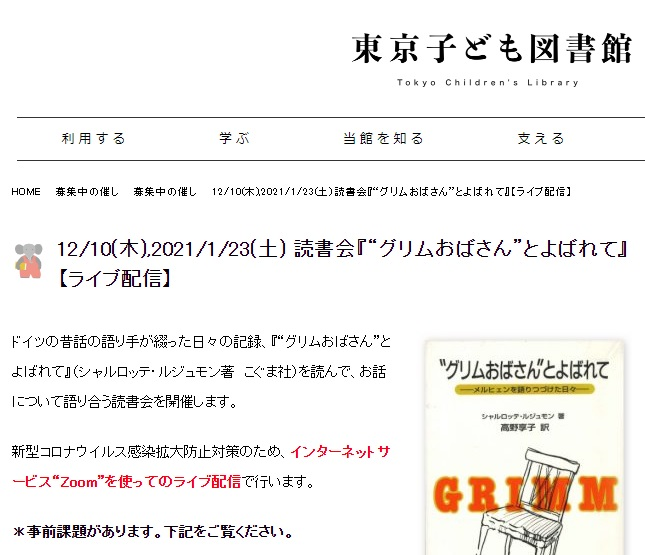 東京子ども図書館
Tokyo Children's Library
利用する 学ぶ 当館を知る 支える
HOME 募集中の催し 募集中の催し 12/10(木),2021/1/23(土) 読書会『“グリムおばさん”とよばれて』【ライブ配信】
12/10(木),2021/1/23(土) 読書会『“グリムおばさん”とよばれて』
【ライブ配信】
ドイツの昔話の語り手が綴った日々の記録、『“グリムおばさん”と
よばれて』（シャルロッテ・ルジュモン著　こぐま社）を読んで、お話
について語り合う読書会を開催します。
新型コロナウイルス感染拡大防止対策のため、インターネットサ
ービス“Zoom”を使ってのライブ配信で行います。
＊事前課題があります。下記をご覧ください。
“グリムおばさん”とよばれて
―メルヒェンを語りつづけた日々―
シャルロッテ・ルジュモン 著
高野享子 訳
GRIMM